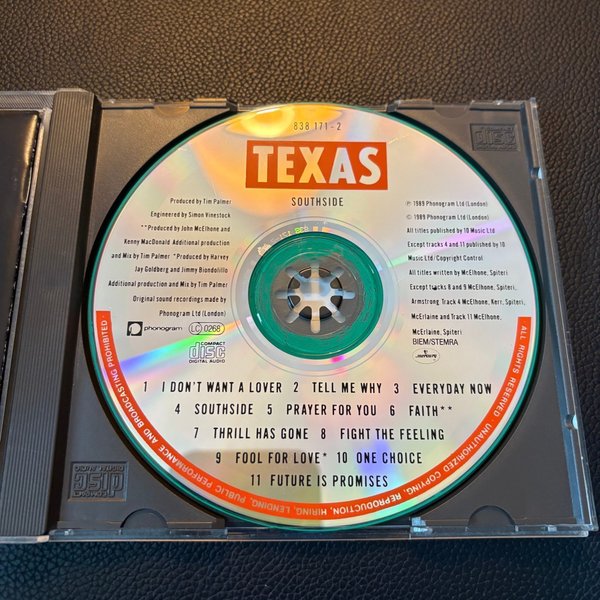 838 171-2
TEXAS
SOUTHSIDE
Produced by Tim Palmer
Engineered by Simon Vinestock
**Produced by John McElhone and
Kenny MacDonald Additional production
and Mix by Tim Palmer *Produced by Harvey
Jay Goldberg and Jimmy Biondolillo
Additional production and Mix by Tim Palmer
Original sound recordings made by
Phonogram Ltd (London)
phonogram
LC 0268
COMPACT
disc
DIGITAL AUDIO
℗ 1989 Phonogram Ltd (London)
© 1989 Phonogram Ltd (London)
All titles published by 10 Music Ltd
Except tracks 4 and 11 published by 10
Music Ltd/Copyright Control
All titles written by McElhone, Spiteri,
Except tracks 8 and 9 McElhone, Spiteri,
Armstrong Track 4 McElhone, Kerr, Spiteri,
McErlaine and Track 11 McElhone,
McErlaine, Spiteri
BIEM/STEMRA
mercury
1 I DON'T WANT A LOVER 2 TELL ME WHY 3 EVERYDAY NOW
4 SOUTHSIDE 5 PRAYER FOR YOU 6 FAITH**
7 THRILL HAS GONE 8 FIGHT THE FEELING
9 FOOL FOR LOVE* 10 ONE CHOICE
11 FUTURE IS PROMISES
ALL RIGHTS RESERVED · UNAUTHORIZED COPYING, REPRODUCTION, HIRING, LENDING, PUBLIC PERFORMANCE AND BROADCASTING PROHIBITED ·
COMPACT
disc
DIGITAL AUDIO